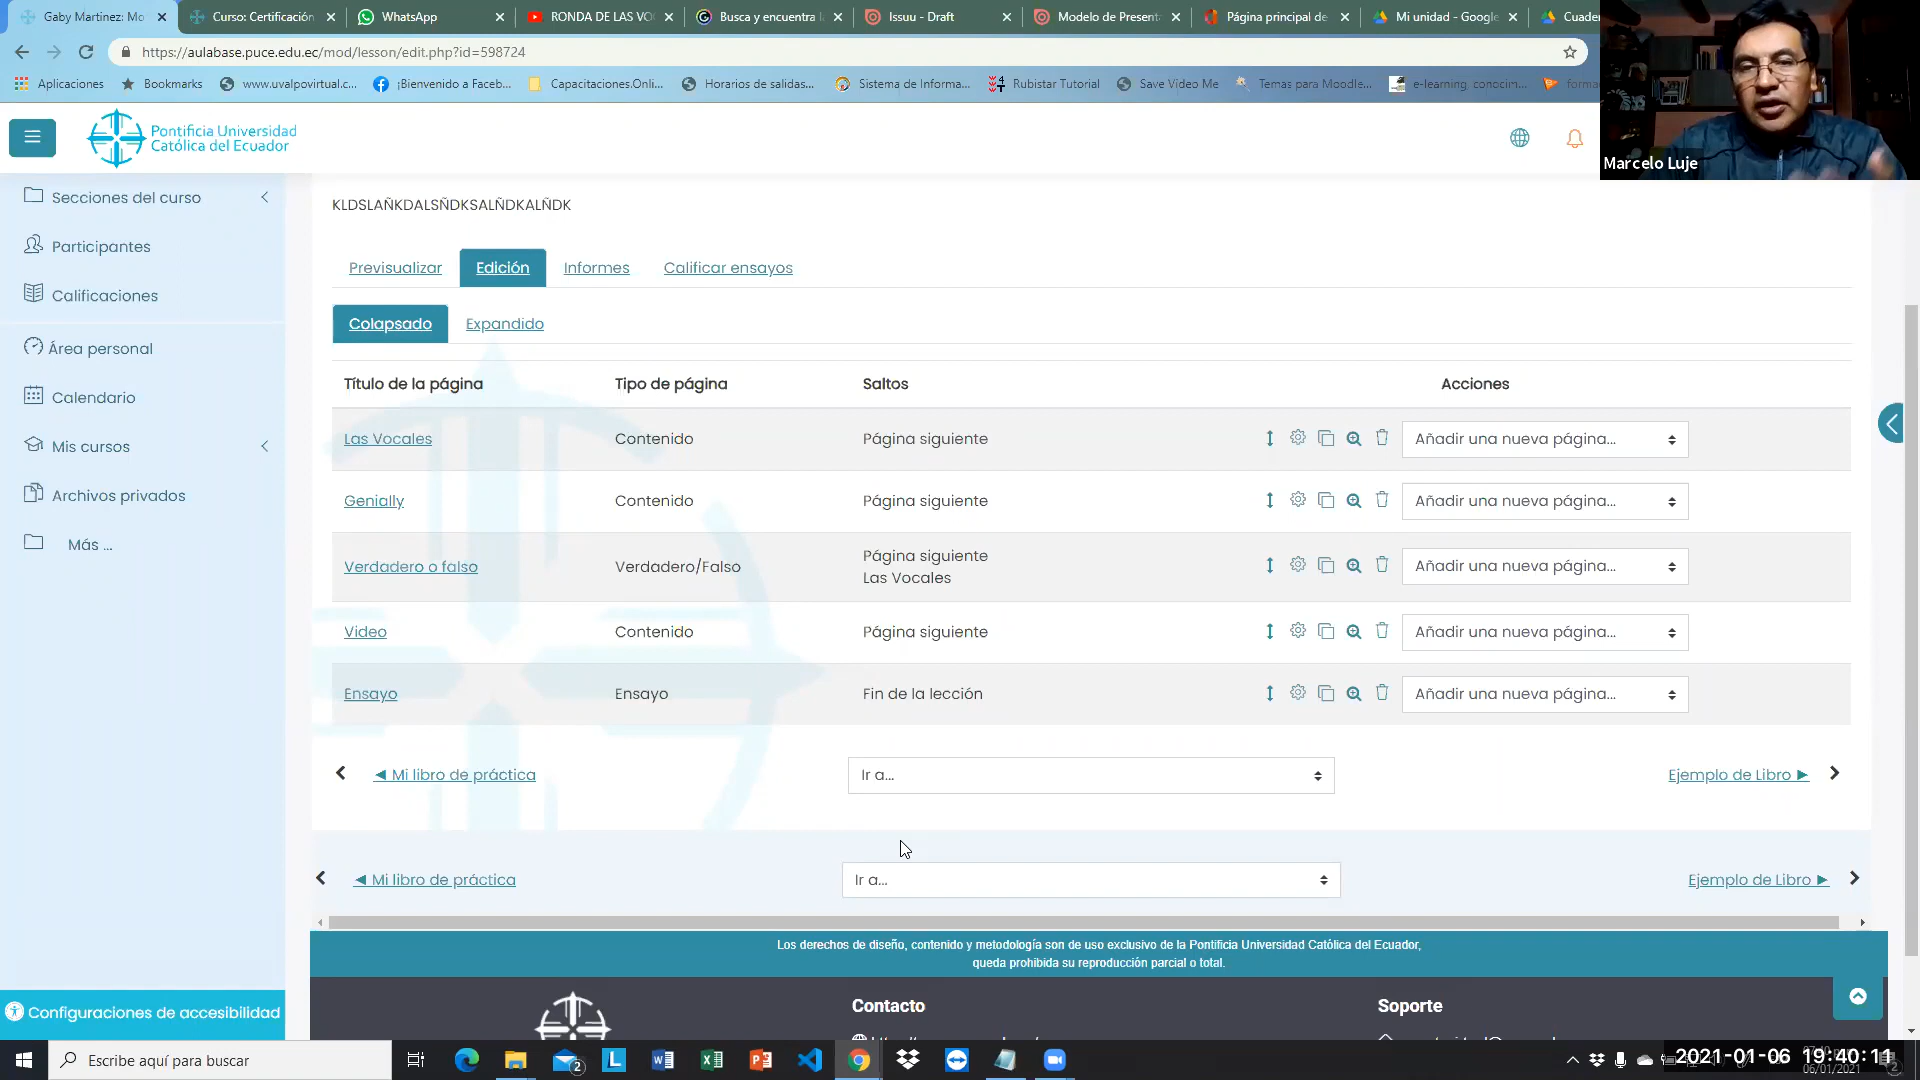 Gaby Martinez: Mo
Curso: Certificación
WhatsApp
RONDA DE LAS VO
Busca y encuentra l
Issuu - Draft
Modelo de Present
Página principal de
Mi unidad - Google
Cuade
https://aulabase.puce.edu.ec/mod/lesson/edit.php?id=598724
Aplicaciones
Bookmarks
www.uvalpovirtual.c...
¡Bienvenido a Faceb...
Capacitaciones.Onli...
Horarios de salidas...
Sistema de Informa...
Rubistar Tutorial
Save Video Me
Temas para Moodle...
e-learning, conocim...
forma
Pontificia Universidad
Católica del Ecuador
Marcelo Luje
Secciones del curso
Participantes
Calificaciones
Área personal
Calendario
Mis cursos
Archivos privados
Más ...
Configuraciones de accesibilidad
KLDSLAÑKDALSÑDKSALÑDKALÑDK
Previsualizar
Edición
Informes
Calificar ensayos
Colapsado
Expandido
Título de la página Tipo de página Saltos Acciones
Las Vocales Contenido Página siguiente Añadir una nueva página...
Genially Contenido Página siguiente Añadir una nueva página...
Verdadero o falso Verdadero/Falso Página siguiente Añadir una nueva página...
Las Vocales
Video Contenido Página siguiente Añadir una nueva página...
Ensayo Ensayo Fin de la lección Añadir una nueva página...
◄ Mi libro de práctica Ir a... Ejemplo de Libro ►
◄ Mi libro de práctica Ir a... Ejemplo de Libro ►
Los derechos de diseño, contenido y metodología son de uso exclusivo de la Pontificia Universidad Católica del Ecuador,
queda prohibida su reproducción parcial o total.
Contacto
Soporte
Escribe aquí para buscar
2021-01-06 19:40:11
06/01/2021